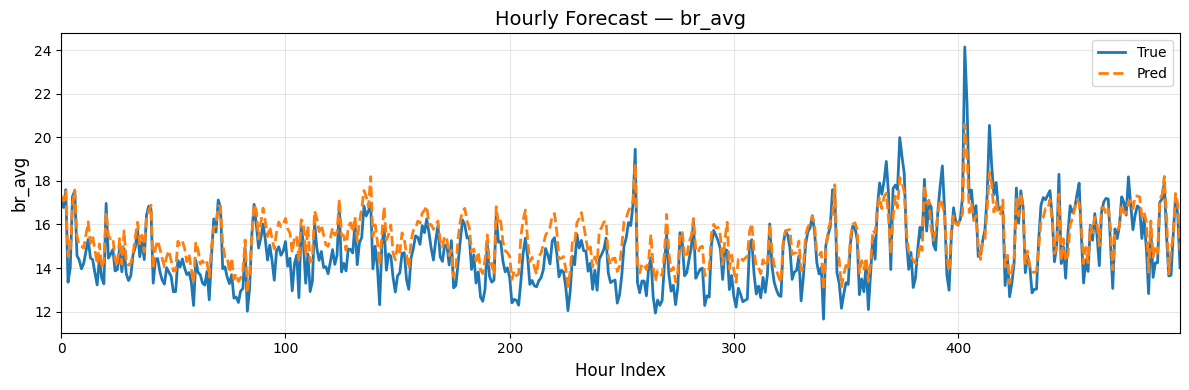 Hourly Forecast — br_avg
True
Pred
br_avg
24
22
20
18
16
14
12
0 100 200 300 400
Hour Index